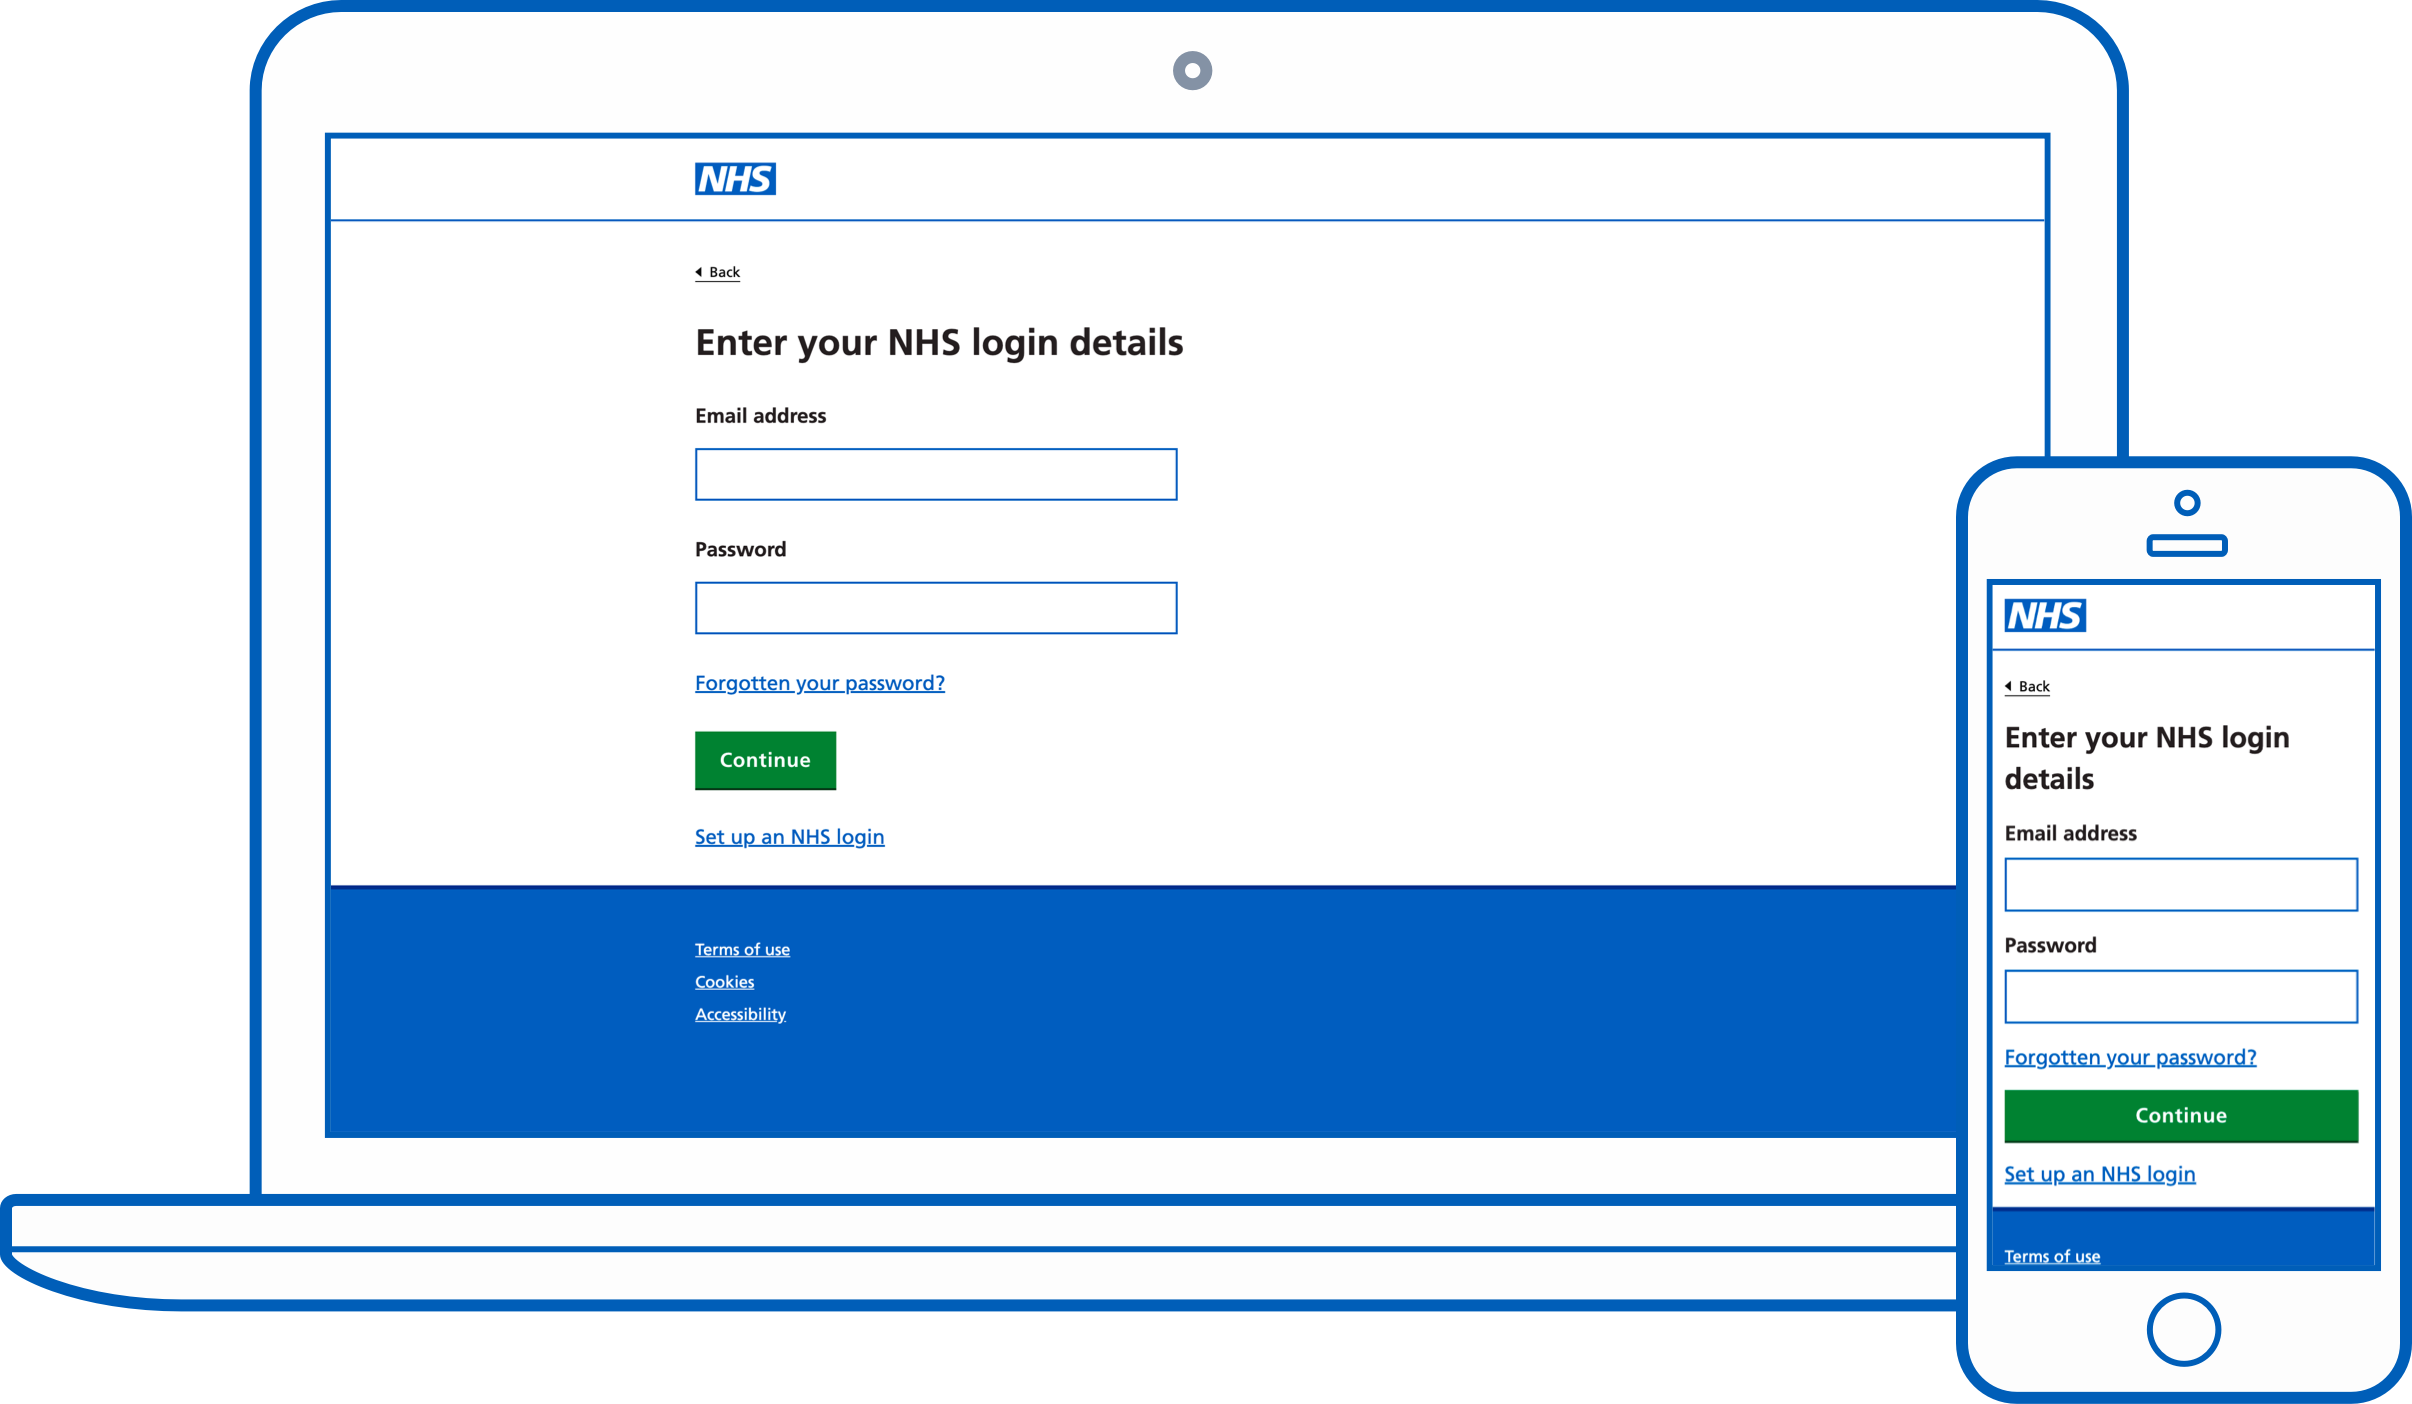 NHS
Back
Enter your NHS login details
Email address
Password
Forgotten your password?
Continue
Set up an NHS login
Terms of use
Cookies
Accessibility
NHS
Back
Enter your NHS login
details
Email address
Password
Forgotten your password?
Continue
Set up an NHS login
Terms of use